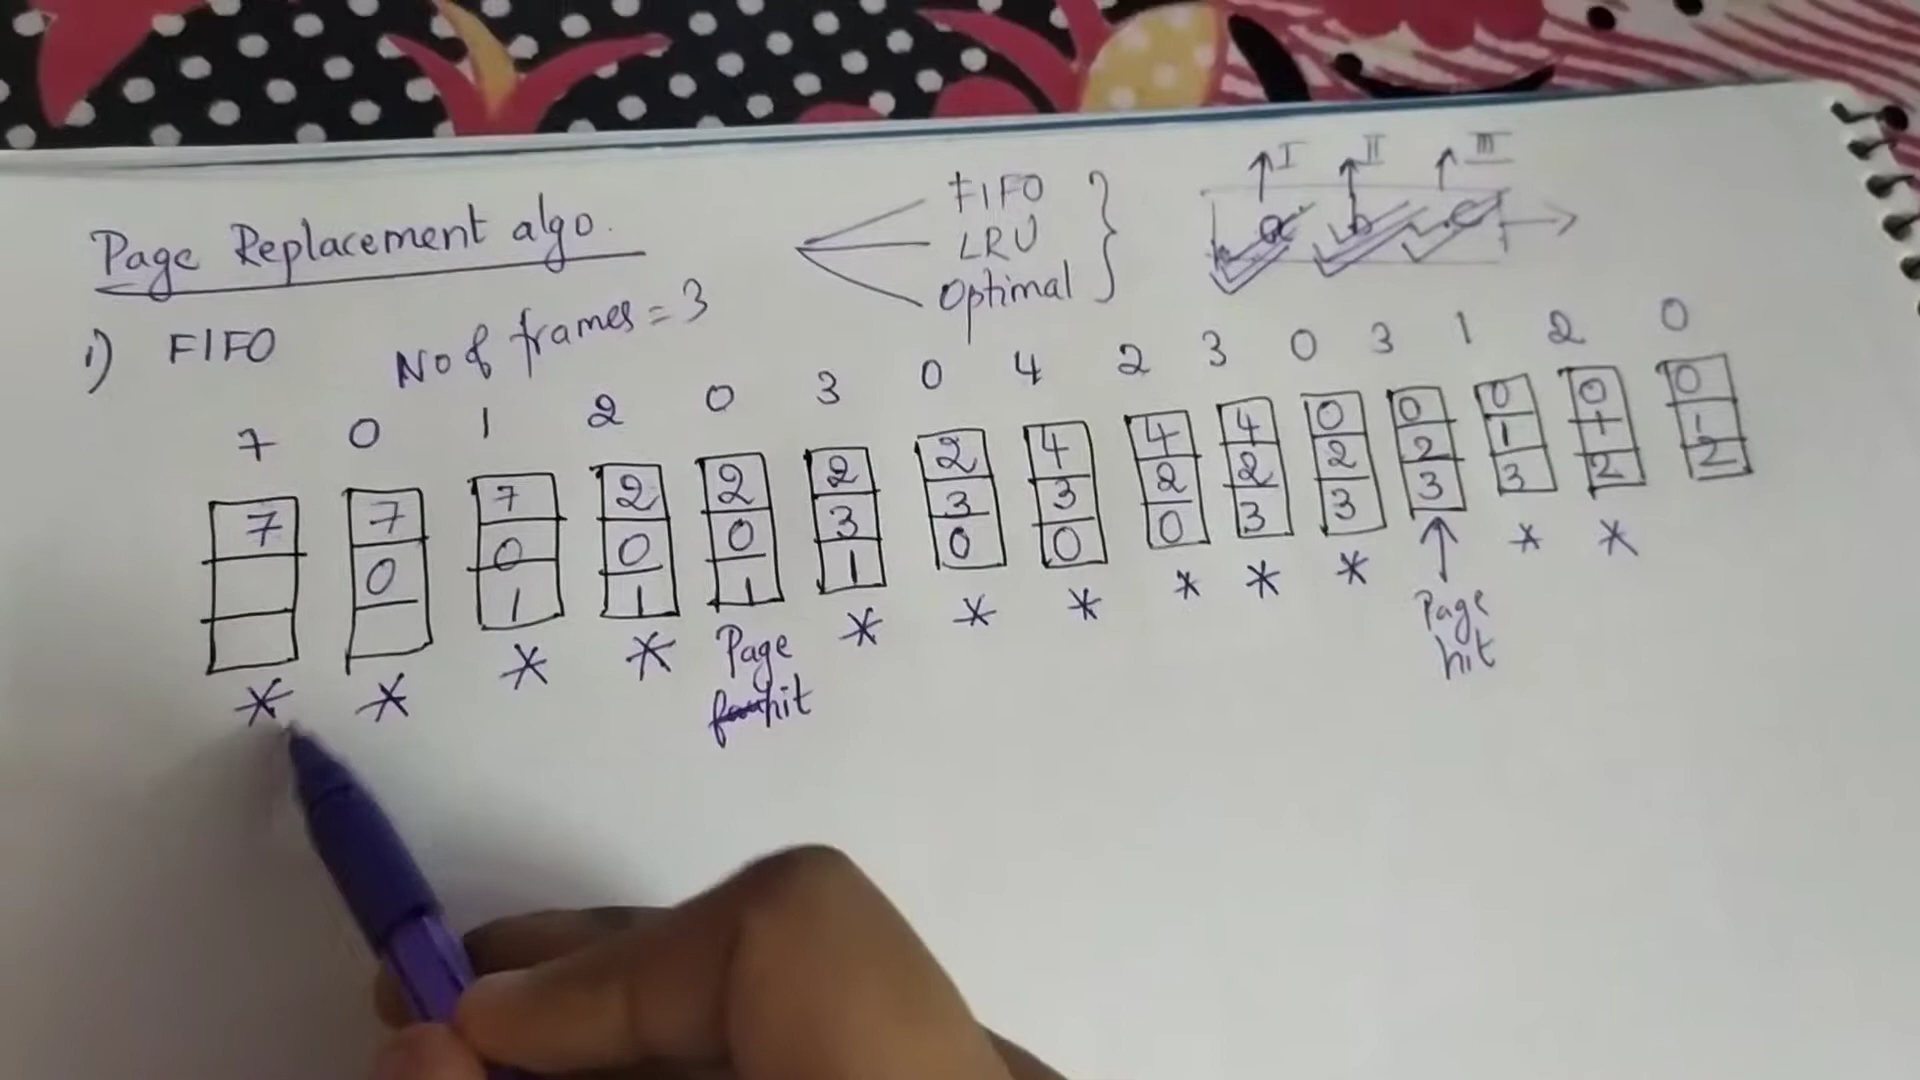 Page Replacement algo.
FIFO
LRU
Optimal
I II III
a b c
i) FIFO
No of frames = 3
7 0 1 2 0 3 0 4 2 3 0 3 1 2 0
7 7 7 2 2 2 2 4 4 4 0 0 0 0 0
0 0 0 0 3 3 3 2 2 2 2 1 1 1
1 1 1 1 0 0 0 3 3 3 3 2 2
* * * * Page hit * * * * * * Page hit * *